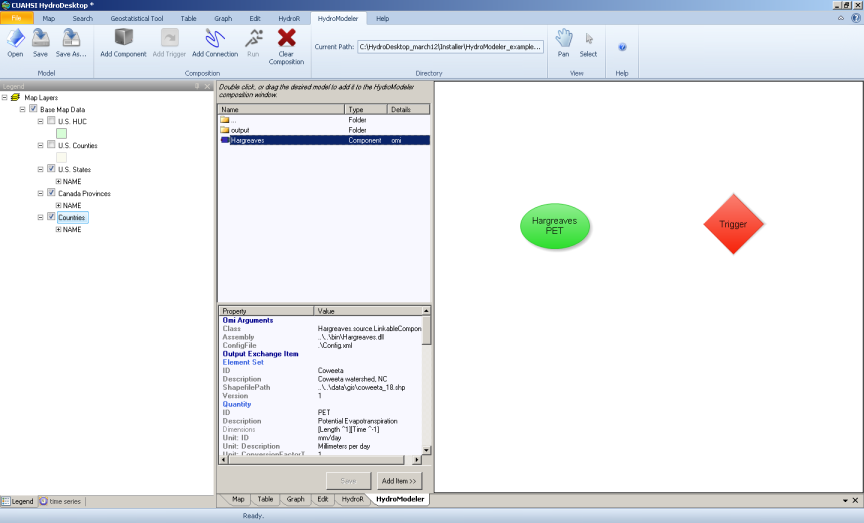 CUAHSI HydroDesktop *
File Map Search Geostatistical Tool Table Graph Edit HydroR HydroModeler Help
Open Save Save As... Add Component Add Trigger Add Connection Run Clear Composition Current Path: C:\HydroDesktop_march12\Installer\HydroModeler_example... Pan Select
Model Composition Directory View Help
Legend
Map Layers
Base Map Data
U.S. HUC
U.S. Counties
U.S. States
NAME
Canada Provinces
NAME
Countries
NAME
Double click, or drag the desired model to add it to the HydroModeler
composition window.
Name Type Details
... Folder
output Folder
Hargreaves Component omi
Hargreaves
PET
Trigger
Property Value
Omi Arguments
Class Hargreaves.source.LinkableCompon
Assembly ..\..\bin\Hargreaves.dll
ConfigFile .\Config.xml
Output Exchange Item
Element Set
ID Coweeta
Description Coweeta watershed, NC
ShapefilePath ..\..\data\gis\coweeta_18.shp
Version 1
Quantity
ID PET
Description Potential Evapotranspiration
Dimensions [Length ^1][Time ^-1]
Unit: ID mm/day
Unit: Description Millimeters per day
Unit: ConversionFactorT 1
Save Add Item >>
Legend time series
Map Table Graph Edit HydroR HydroModeler
Ready.